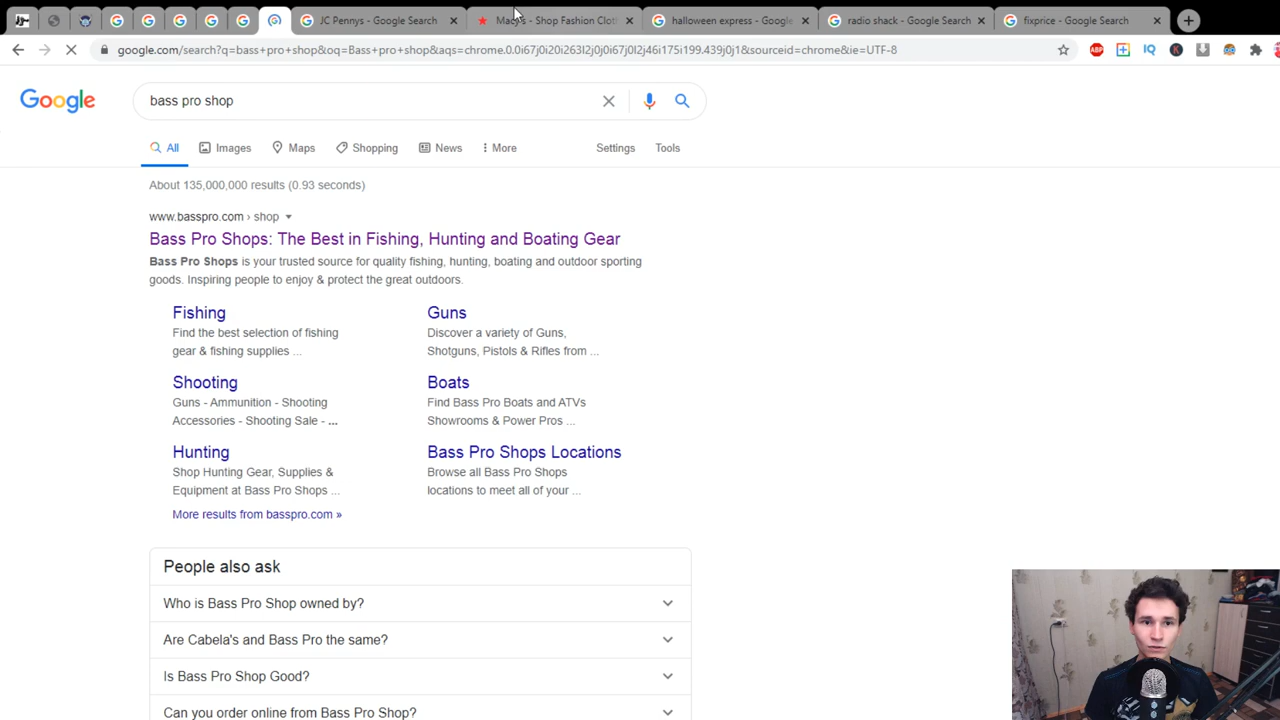 JC Pennys - Google Search
Macys - Shop Fashion Cloth
halloween express - Google
radio shack - Google Search
fixprice - Google Search
google.com/search?q=bass+pro+shop&oq=Bass+pro+shop&aqs=chrome.0.0i67j0i20i263i2j0j0i67j0l2j46i175i199.439j0j1&sourceid=chrome&ie=UTF-8
ABP
IQ
K
Google
bass pro shop
All
Images
Maps
Shopping
News
More
Settings
Tools
About 135,000,000 results (0.93 seconds)
www.basspro.com › shop
Bass Pro Shops: The Best in Fishing, Hunting and Boating Gear
Bass Pro Shops is your trusted source for quality fishing, hunting, boating and outdoor sporting
goods. Inspiring people to enjoy & protect the great outdoors.
Fishing
Find the best selection of fishing
gear & fishing supplies ...
Guns
Discover a variety of Guns,
Shotguns, Pistols & Rifles from ...
Shooting
Guns - Ammunition - Shooting
Accessories - Shooting Sale - ...
Boats
Find Bass Pro Boats and ATVs
Showrooms & Power Pros ...
Hunting
Shop Hunting Gear, Supplies &
Equipment at Bass Pro Shops ...
Bass Pro Shops Locations
Browse all Bass Pro Shops
locations to meet all of your ...
More results from basspro.com »
People also ask
Who is Bass Pro Shop owned by?
Are Cabela's and Bass Pro the same?
Is Bass Pro Shop Good?
Can you order online from Bass Pro Shop?